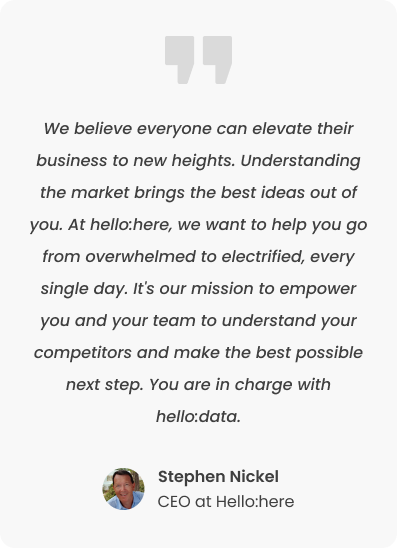 We believe everyone can elevate their
business to new heights. Understanding
the market brings the best ideas out of
you. At hello:here, we want to help you go
from overwhelmed to electrified, every
single day. It's our mission to empower
you and your team to understand your
competitors and make the best possible
next step. You are in charge with
hello:data.
Stephen Nickel
CEO at Hello:here